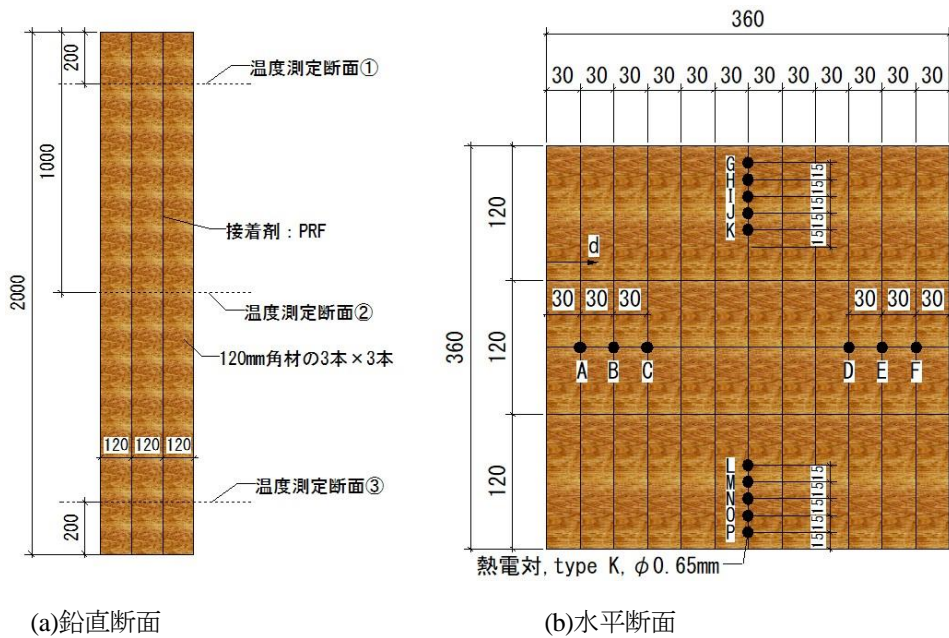 200
温度測定断面①
1000
接着剤：PRF
2000
温度測定断面②
120mm角材の3本×3本
120 120 120
温度測定断面③
200
(a)鉛直断面
360
30 30 30 30 30 30 30 30 30 30 30 30
G
H
I
J
K
15 15 15 15 15
120
d
30 30 30
30 30 30
360
120
A B C
D E F
120
L
M
N
O
P
15 15 15 15 15
熱電対, type K, φ0.65mm
(b)水平断面